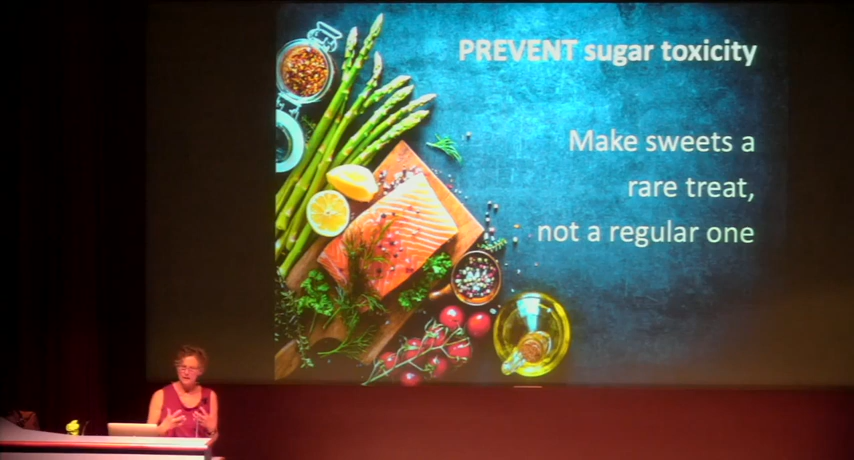 PREVENT sugar toxicity
Make sweets a
rare treat,
not a regular one